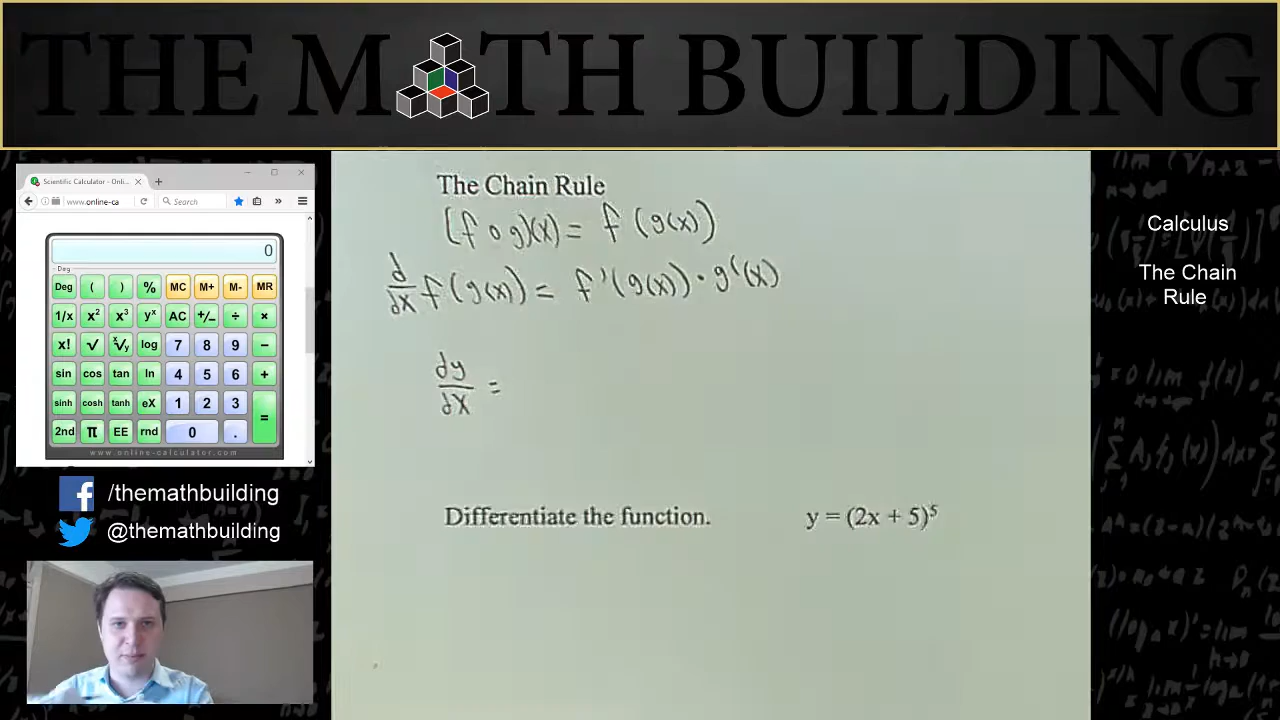 THE MATH BUILDING
Scientific Calculator - Onli...
www.online-ca
Search
0
Deg
Deg ( ) % MC M+ M- MR
1/x x² x³ yˣ AC +/− ÷ ×
x! √ ˣ√y log 7 8 9 −
sin cos tan ln 4 5 6 +
sinh cosh tanh eX 1 2 3 =
2nd π EE rnd 0 .
www.online-calculator.com
/themathbuilding
@themathbuilding
The Chain Rule
(f o g)(x) = f(g(x))
d/dx f(g(x)) = f'(g(x)) · g'(x)
dy/dx =
Differentiate the function. y = (2x + 5)⁵
Calculus
The Chain
Rule